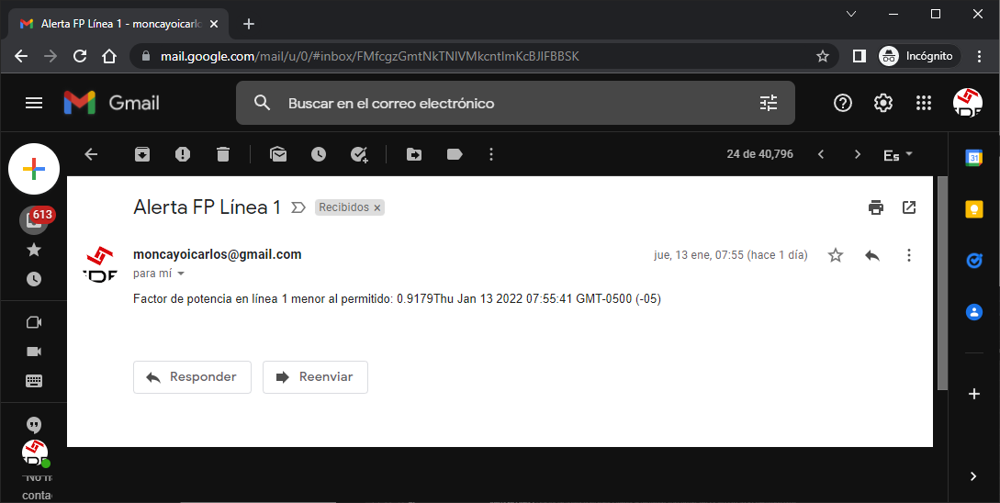 Alerta FP Línea 1 - moncayoicarlo
mail.google.com/mail/u/0/#inbox/FMfcgzGmtNkTNlVMkcntlmKcBJlFBBSK
Incógnito
Gmail
Buscar en el correo electrónico
24 de 40,796
Es
31
613
Alerta FP Línea 1
Recibidos
moncayoicarlos@gmail.com
jue, 13 ene, 07:55 (hace 1 día)
para mí
Factor de potencia en línea 1 menor al permitido: 0.9179Thu Jan 13 2022 07:55:41 GMT-0500 (-05)
Responder
Reenviar
conta